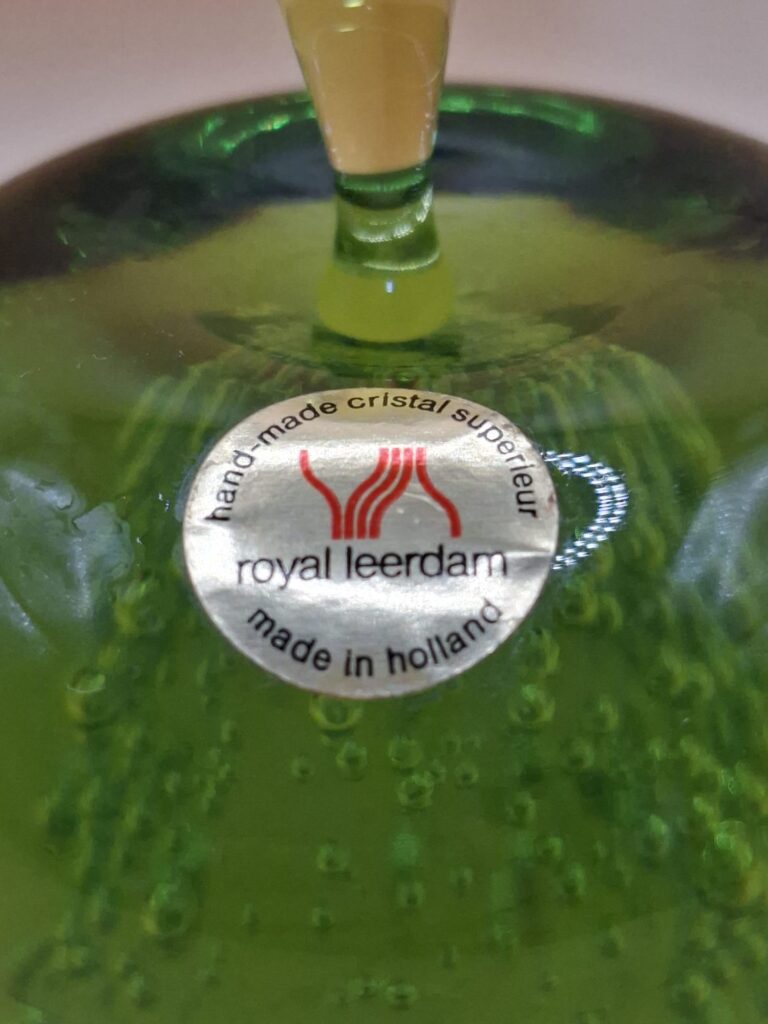 hand-made cristal superieur
royal leerdam
made in holland